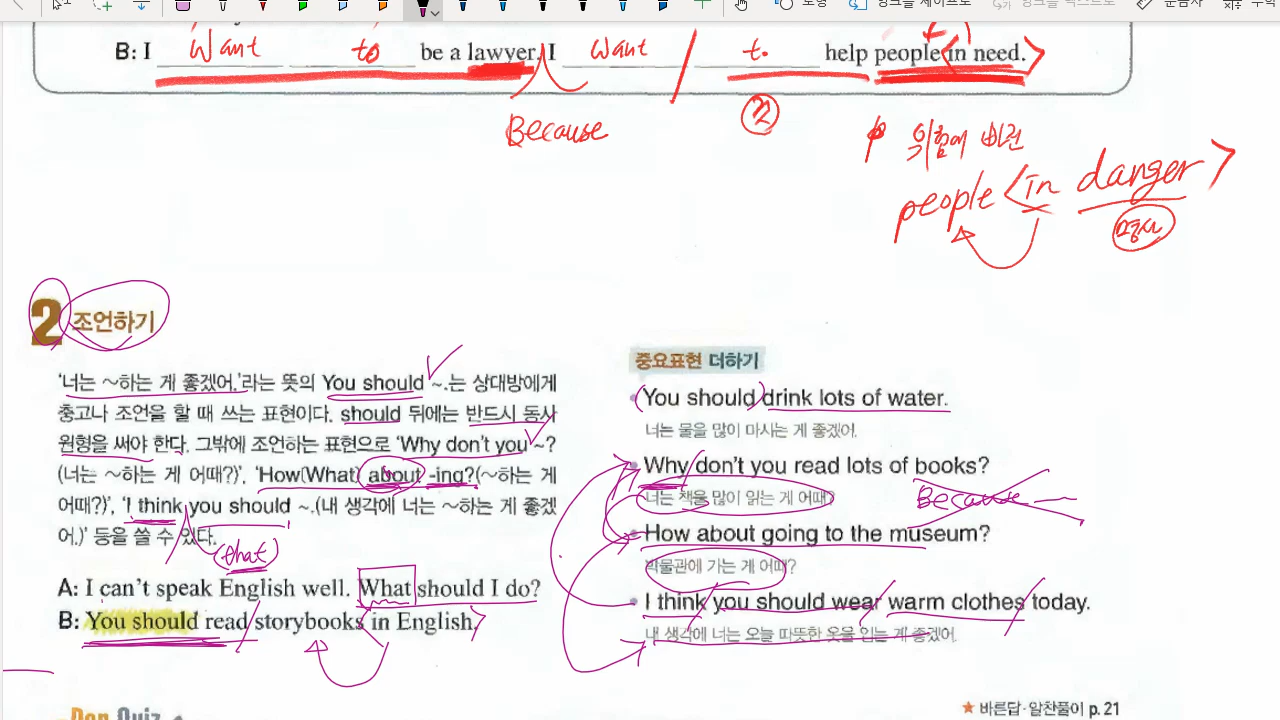 B: I want to be a lawyer. I want to help people in need.
Because
것
위험에 빠진
people <in danger>
명사
2 조언하기
'너는 ~하는 게 좋겠어.'라는 뜻의 You should ~.는 상대방에게
충고나 조언을 할 때 쓰는 표현이다. should 뒤에는 반드시 동사
원형을 써야 한다. 그밖에 조언하는 표현으로 'Why don't you ~?
(너는 ~하는 게 어때?)', 'How(What) about -ing?(~하는 게
어때?)', 'I think you should ~.(내 생각에 너는 ~하는 게 좋겠
어.)' 등을 쓸 수 있다.
(that)
A: I can't speak English well. What should I do?
B: You should read storybooks in English.
중요표현 더하기
• You should drink lots of water.
너는 물을 많이 마시는 게 좋겠어.
• Why don't you read lots of books?
너는 책을 많이 읽는 게 어때?
Because
• How about going to the museum?
박물관에 가는 게 어때?
• I think you should wear warm clothes today.
내 생각에 너는 오늘 따뜻한 옷을 입는 게 좋겠어.
★ 바른답·알찬풀이 p.21